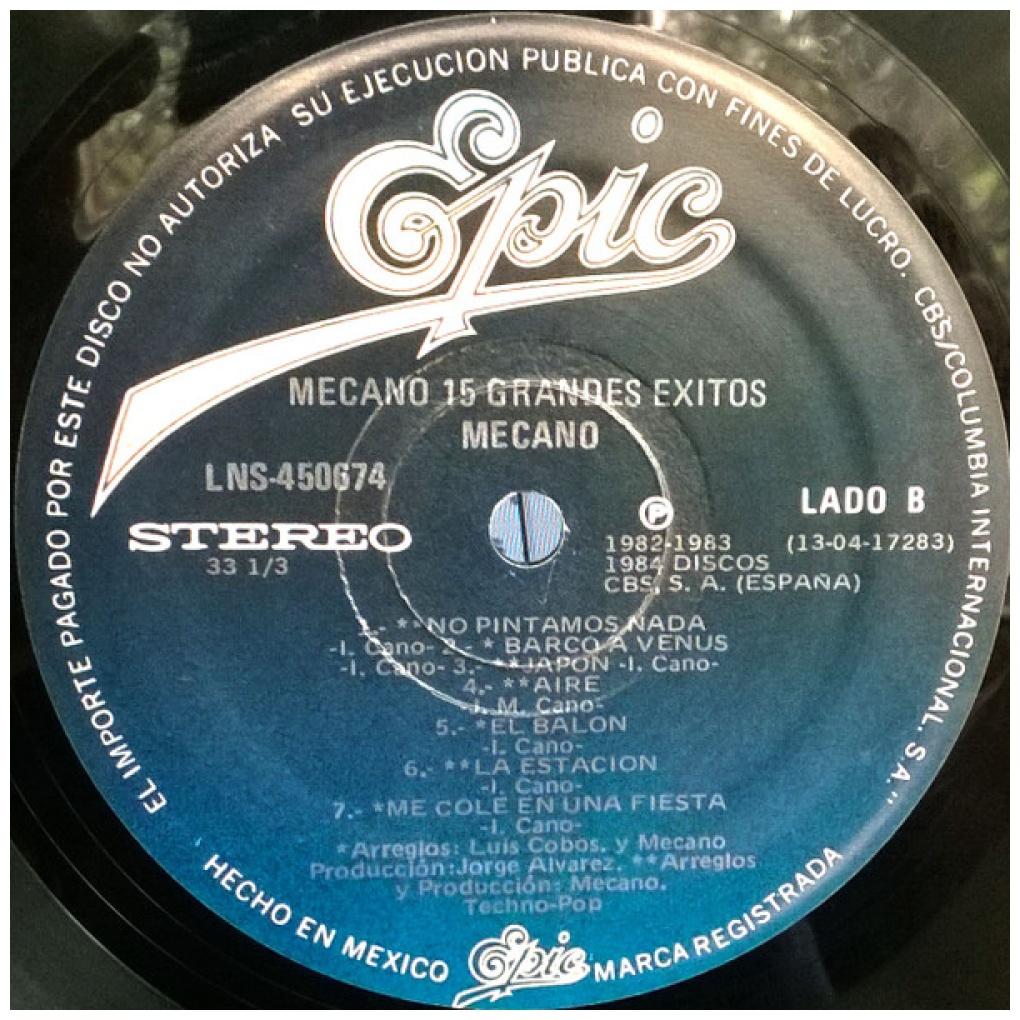 EL IMPORTE PAGADO POR ESTE DISCO NO AUTORIZA SU EJECUCION PUBLICA CON FINES DE LUCRO. CBS/COLUMBIA INTERNACIONAL, S.A."
Epic
MECANO 15 GRANDES EXITOS
MECANO
LNS-450674
STEREO
33 1/3
LADO B
Ⓟ
1982-1983 (13-04-17283)
1984 DISCOS
CBS, S. A. (ESPAÑA)
1.- **NO PINTAMOS NADA
-I. Cano- 2.- * BARCO A VENUS
-I. Cano- 3.- **JAPON -I. Cano-
4.- **AIRE
-J. M. Cano-
5.- *EL BALON
-I. Cano-
6.- **LA ESTACION
-I. Cano-
7.- *ME COLE EN UNA FIESTA
-I. Cano-
*Arreglos: Luis Cobos. y Mecano
Producción:Jorge Alvarez. **Arreglos
y Producción: Mecano.
Techno-Pop
HECHO EN MEXICO Epic MARCA REGISTRADA